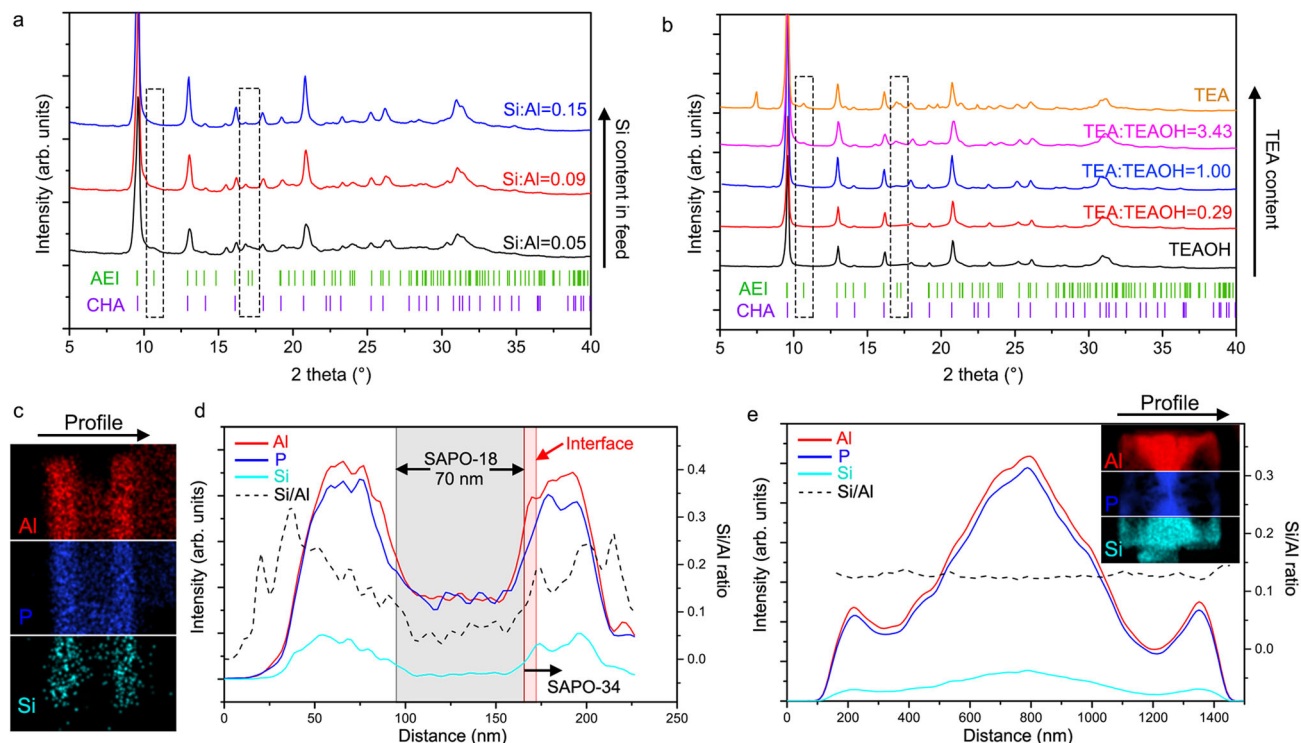 a
Intensity (arb. units)
Si:Al=0.15
Si:Al=0.09
Si:Al=0.05
AEI
CHA
5 10 15 20 25 30 35 40
2 theta (°)
Si content in feed
b
Intensity (arb. units)
TEA
TEA:TEAOH=3.43
TEA:TEAOH=1.00
TEA:TEAOH=0.29
TEAOH
AEI
CHA
5 10 15 20 25 30 35 40
2 theta (°)
TEA content
c
Profile
Al
P
Si
d
Intensity (arb. units)
Al
P
Si
Si/Al
SAPO-18
70 nm
Interface
SAPO-34
0.4
0.3
0.2
0.1
0.0
Si/Al ratio
0 50 100 150 200 250
Distance (nm)
e
Intensity (arb. units)
Al
P
Si
Si/Al
Profile
Al
P
Si
0.3
0.2
0.1
0.0
Si/Al ratio
0 200 400 600 800 1000 1200 1400
Distance (nm)